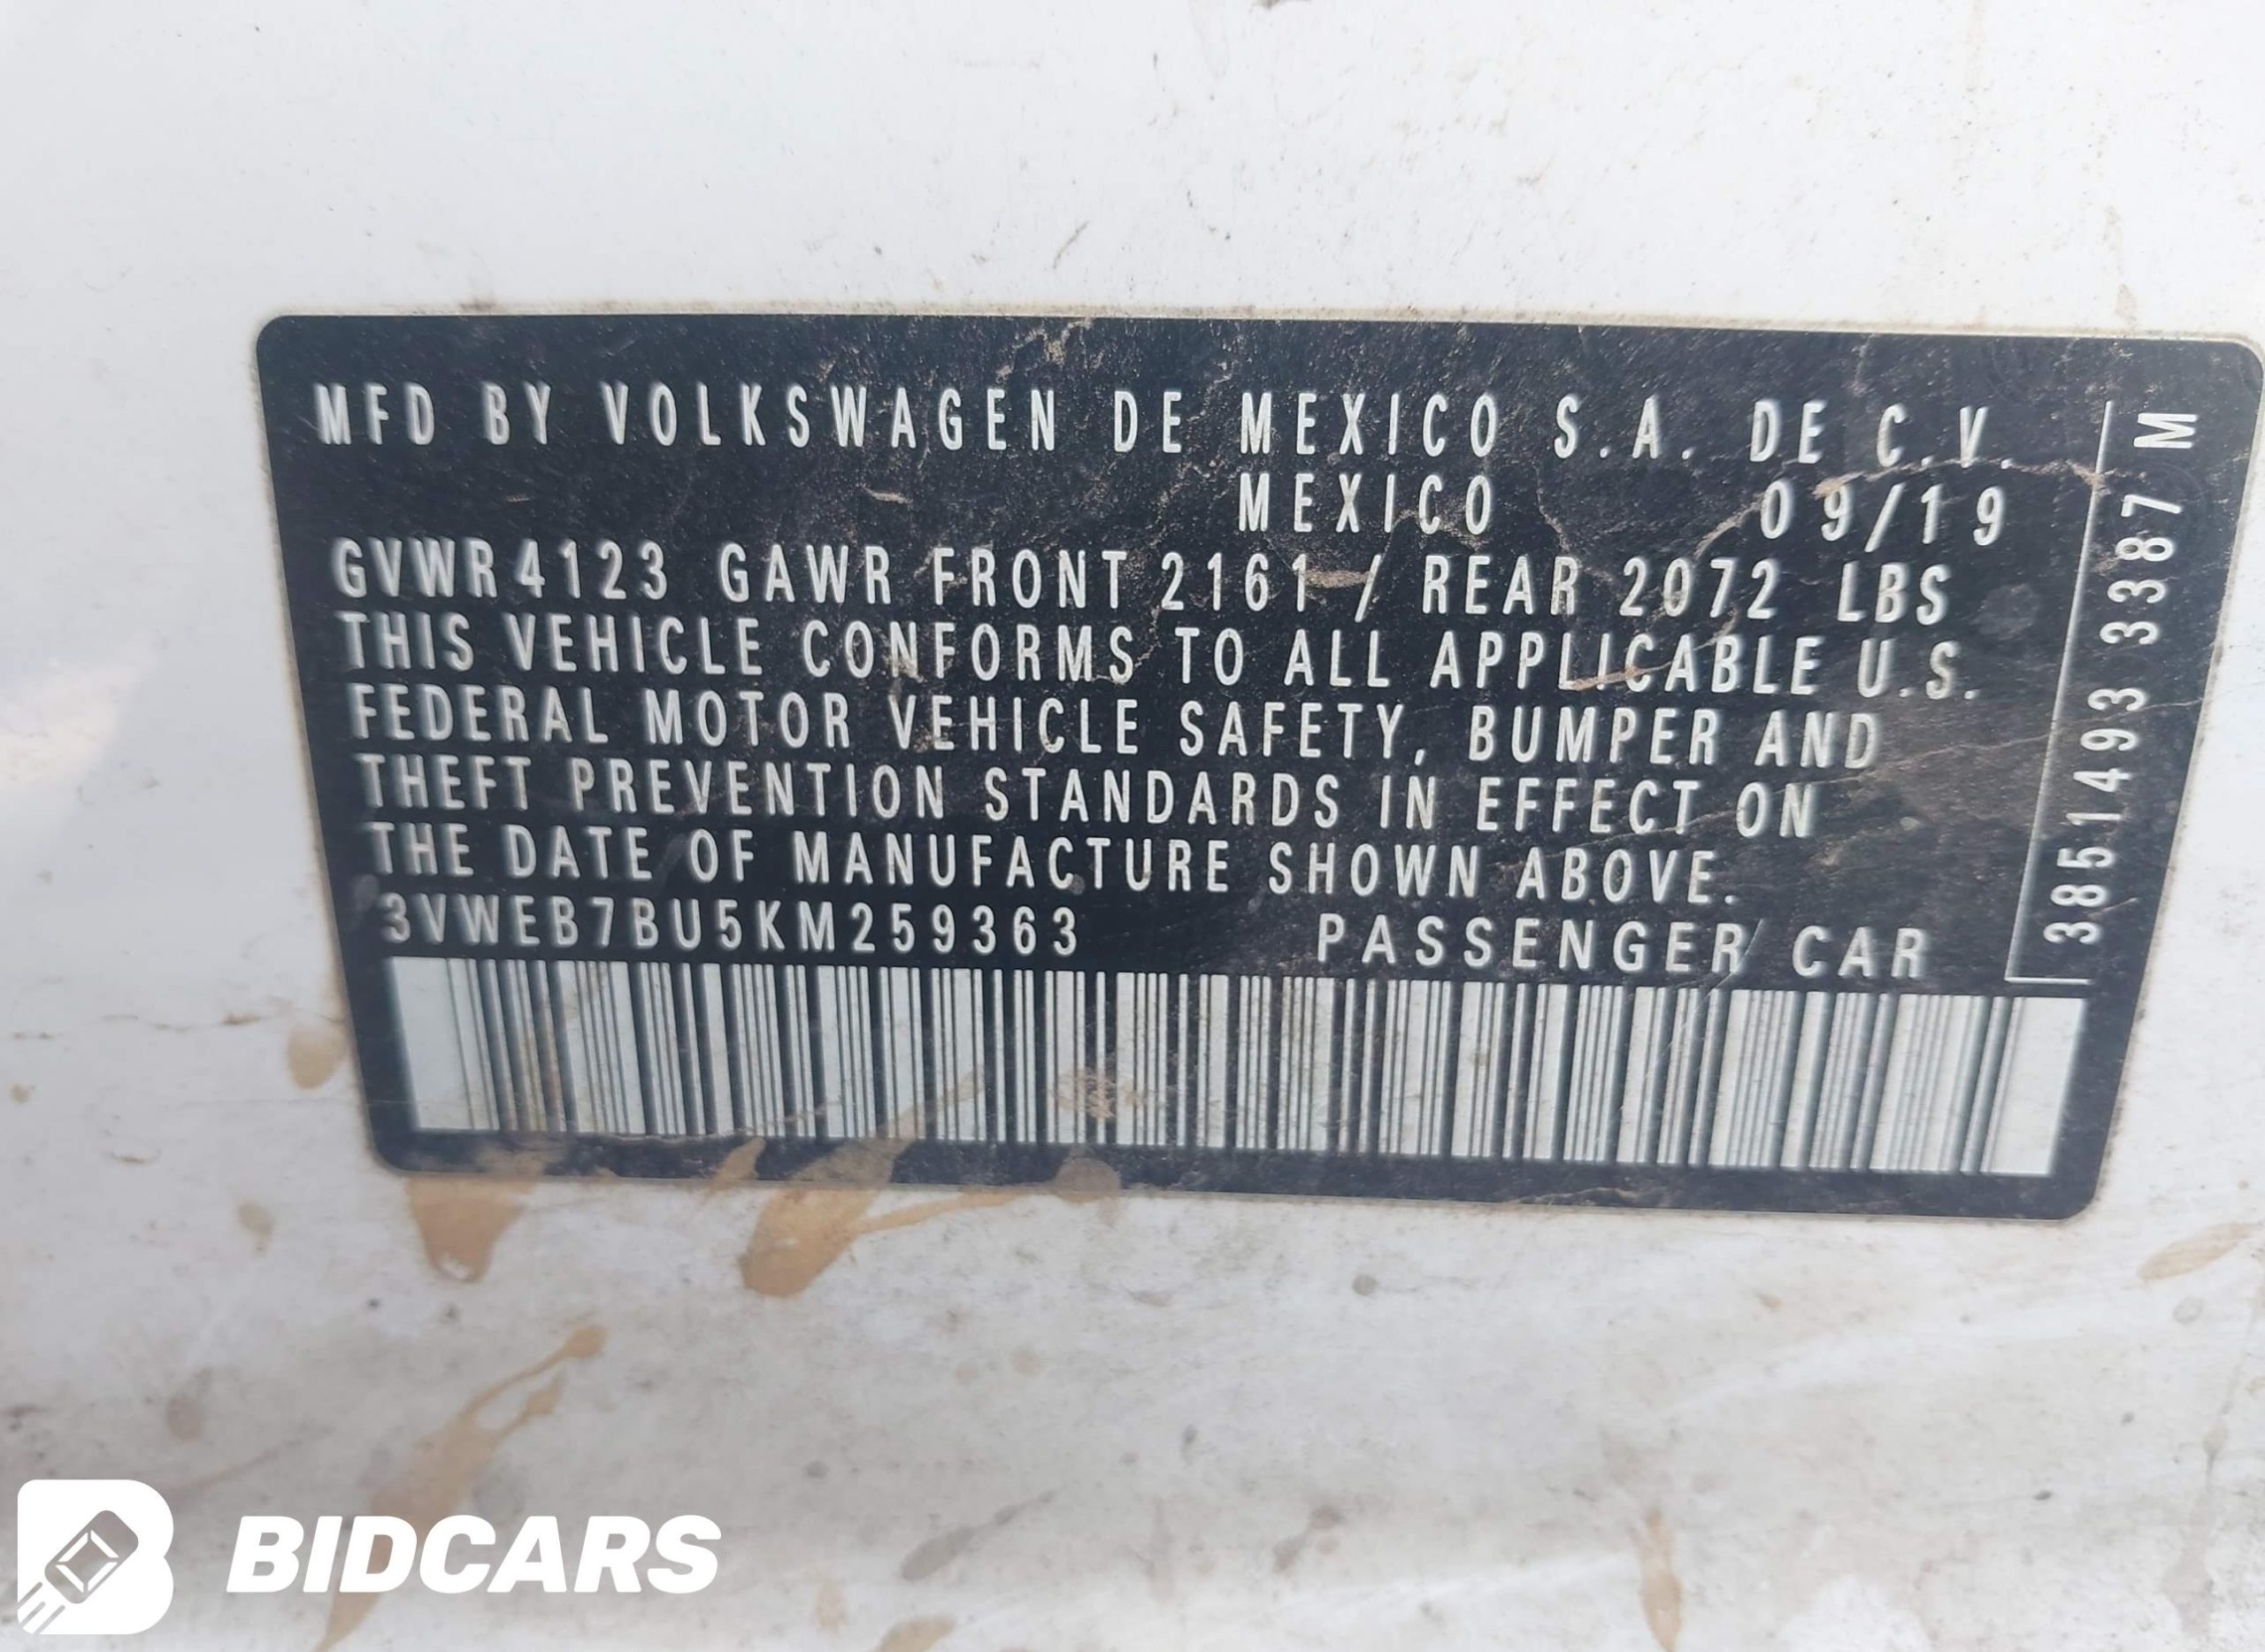 MFD BY VOLKSWAGEN DE MEXICO S.A. DE C.V.
MEXICO 09/19
GVWR 4123 GAWR FRONT 2161 / REAR 2072 LBS
THIS VEHICLE CONFORMS TO ALL APPLICABLE U.S.
FEDERAL MOTOR VEHICLE SAFETY, BUMPER AND
THEFT PREVENTION STANDARDS IN EFFECT ON
THE DATE OF MANUFACTURE SHOWN ABOVE.
3VWEB7BU5KM259363 PASSENGER CAR
3851493 3387 M
BIDCARS